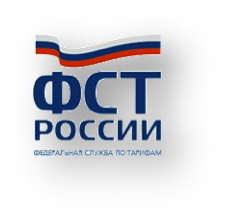 ФСТ
РОССИИ
ФЕДЕРАЛЬНАЯ СЛУЖБА ПО ТАРИФАМ